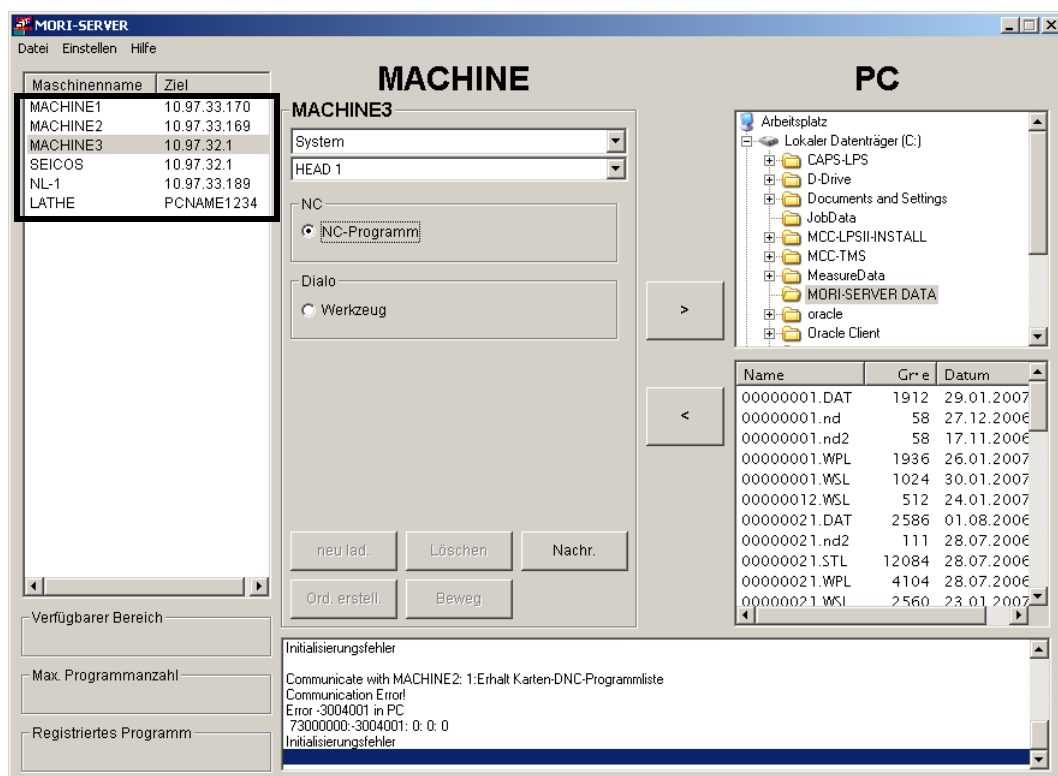 MORI-SERVER
Datei Einstellen Hilfe
Maschinenname Ziel
MACHINE1 10.97.33.170
MACHINE2 10.97.33.169
MACHINE3 10.97.32.1
SEICOS 10.97.32.1
NL-1 10.97.33.189
LATHE PCNAME1234
Verfügbarer Bereich
Max. Programmanzahl
Registriertes Programm
MACHINE
MACHINE3
System
HEAD 1
NC
NC-Programm
Dialo
Werkzeug
neu lad. Löschen Nachr.
Ord. erstell. Beweg
>
<
PC
Arbeitsplatz
Lokaler Datenträger (C:)
CAPS-LPS
D-Drive
Documents and Settings
JobData
MCC-LPSII-INSTALL
MCC-TMS
MeasureData
MORI-SERVER DATA
oracle
Oracle Client
Name Gr·e Datum
00000001.DAT 1912 29.01.2007
00000001.nd 58 27.12.2006
00000001.nd2 58 17.11.2006
00000001.WPL 1936 26.01.2007
00000001.WSL 1024 30.01.2007
00000012.WSL 512 24.01.2007
00000021.DAT 2586 01.08.2006
00000021.nd2 111 28.07.2006
00000021.STL 12084 28.07.2006
00000021.WPL 4104 28.07.2006
00000021.WSL 2560 23.01.2007
Initialisierungsfehler
Communicate with MACHINE2: 1:Erhalt Karten-DNC-Programmliste
Communication Error!
Error -3004001 in PC
73000000:-3004001: 0: 0: 0
Initialisierungsfehler